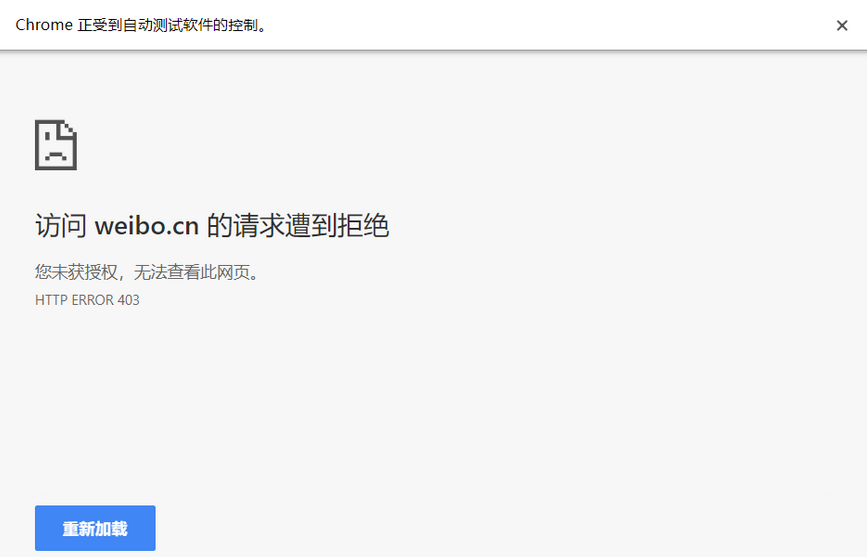 Chrome 正受到自动测试软件的控制。
访问 weibo.cn 的请求遭到拒绝
您未获授权，无法查看此网页。
HTTP ERROR 403
重新加载